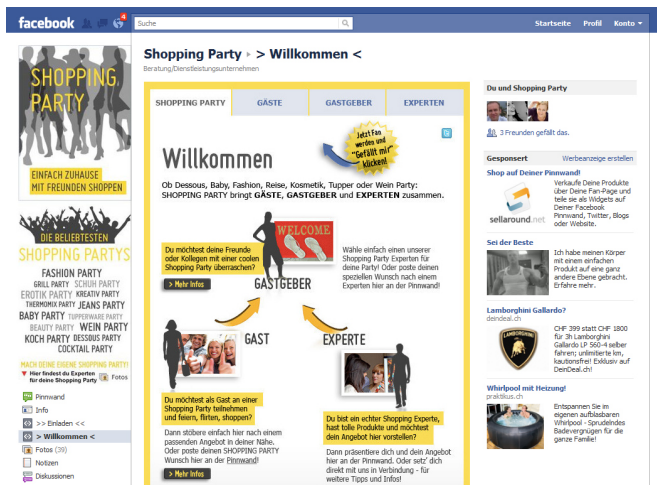 facebook
4
Suche
Startseite Profil Konto
SHOPPING
PARTY
EINFACH ZUHAUSE
MIT FREUNDEN SHOPPEN
DIE BELIEBTESTEN
SHOPPING PARTYS
FASHION PARTY
GRILL PARTY SCHUH PARTY
EROTIK PARTY KREATIV PARTY
THERMOMIX PARTY JEANS PARTY
BABY PARTY TUPPERWARE PARTY
BEAUTY PARTY WEIN PARTY
KOCH PARTY DESSOUS PARTY
COCKTAIL PARTY
MACH DEINE EIGENE SHOPPING PARTY!
Hier findest du Experten
für deine Shopping Party
Fotos
Pinnwand
Info
>> Einladen <<
> Willkommen <
Fotos (39)
Notizen
Diskussionen
Shopping Party > Willkommen <
Beratung/Dienstleistungsunternehmen
SHOPPING PARTY GÄSTE GASTGEBER EXPERTEN
Jetzt Fan
werden und
"Gefällt mir"
klicken!
Willkommen
Ob Dessous, Baby, Fashion, Reise, Kosmetik, Tupper oder Wein Party:
SHOPPING PARTY bringt GÄSTE, GASTGEBER und EXPERTEN zusammen.
WELCOME
Du möchtest deine Freunde
oder Kollegen mit einer coolen
Shopping Party überraschen?
> Mehr Infos
GASTGEBER
Wähle einfach einen unserer
Shopping Party Experten für
deine Party! Oder poste deinen
speziellen Wunsch nach einem
Experten hier an der Pinnwand!
GAST
EXPERTE
Du möchtest als Gast an einer
Shopping Party teilnehmen
und feiern, flirten, shoppen?
Dann stöbere einfach hier nach einem
passenden Angebot in deiner Nähe.
Oder poste deinen SHOPPING PARTY
Wunsch hier an der Pinnwand!
> Mehr Infos
Du bist ein echter Shopping Experte,
hast tolle Produkte und möchtest
dein Angebot hier vorstellen?
Dann präsentiere dich und dein Angebot
hier an der Pinnwand. Oder setz' dich
direkt mit uns in Verbindung - für
weitere Tipps und Infos!
Du und Shopping Party
3 Freunden gefällt das.
Gesponsert Werbeanzeige erstellen
Shop auf Deiner Pinnwand!
sellaround.net
Verkaufe Deine Produkte
über Deine Fan-Page und
teile sie als Widgets auf
Deiner Facebook
Pinnwand, Twitter, Blogs
oder Website.
Sei der Beste
Ich habe meinen Körper
mit einem einfachen
Produkt auf eine ganz
andere Ebene gebracht.
Erfahre mehr.
Lamborghini Gallardo?
deindeal.ch
LAMBORGHINI
CHF 399 statt CHF 1800
für 3h Lamborghini
Gallardo LP 560-4 selber
fahren; unlimitierte km,
kautionsfrei! Exklusiv auf
DeinDeal.ch!
Whirlpool mit Heizung!
praktikus.ch
Entspannen Sie im
eigenen aufblasbaren
Whirlpool - Sprudelndes
Badevergnügen für die
ganze Familie!